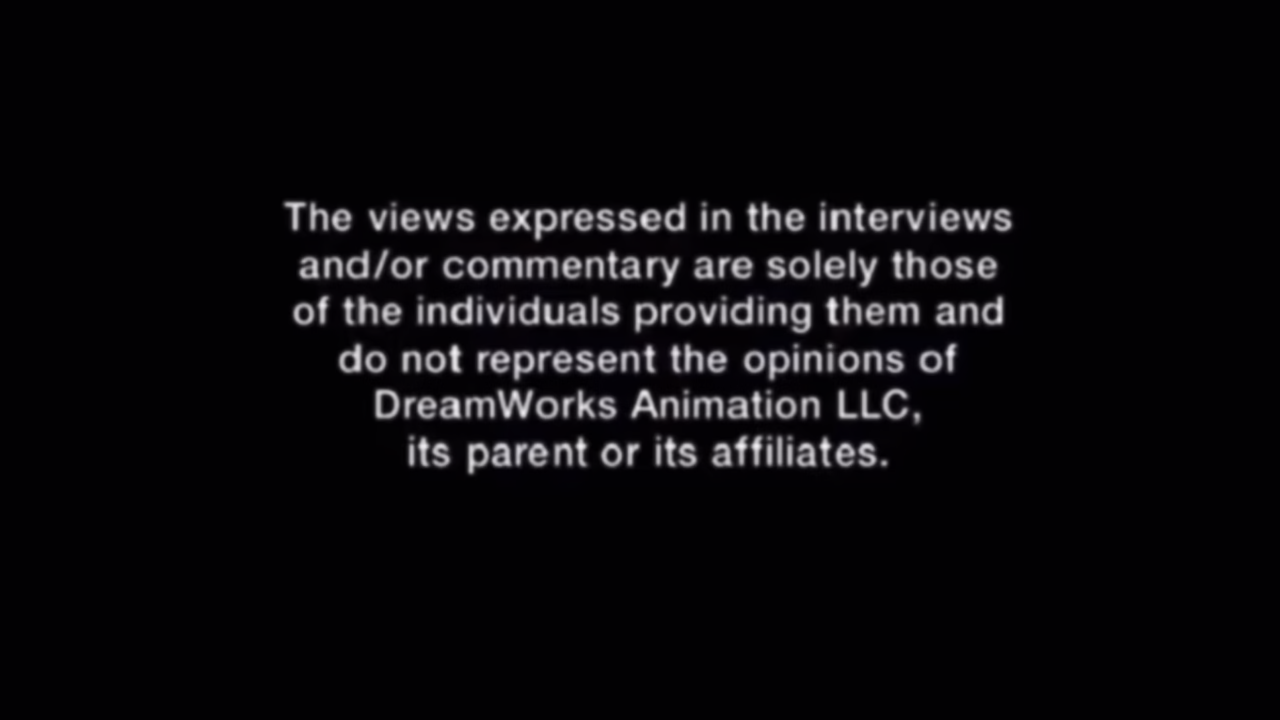 The views expressed in the interviews
and/or commentary are solely those
of the individuals providing them and
do not represent the opinions of
DreamWorks Animation LLC,
its parent or its affiliates.